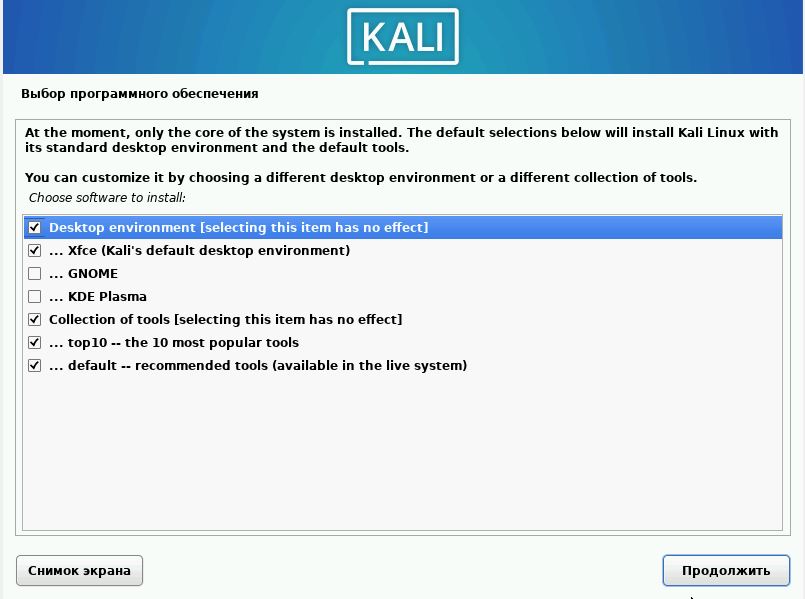 KALI
Выбор программного обеспечения
At the moment, only the core of the system is installed. The default selections below will install Kali Linux with
its standard desktop environment and the default tools.
You can customize it by choosing a different desktop environment or a different collection of tools.
Choose software to install:
Desktop environment [selecting this item has no effect]
... Xfce (Kali's default desktop environment)
... GNOME
... KDE Plasma
Collection of tools [selecting this item has no effect]
... top10 -- the 10 most popular tools
... default -- recommended tools (available in the live system)
Снимок экрана
Продолжить